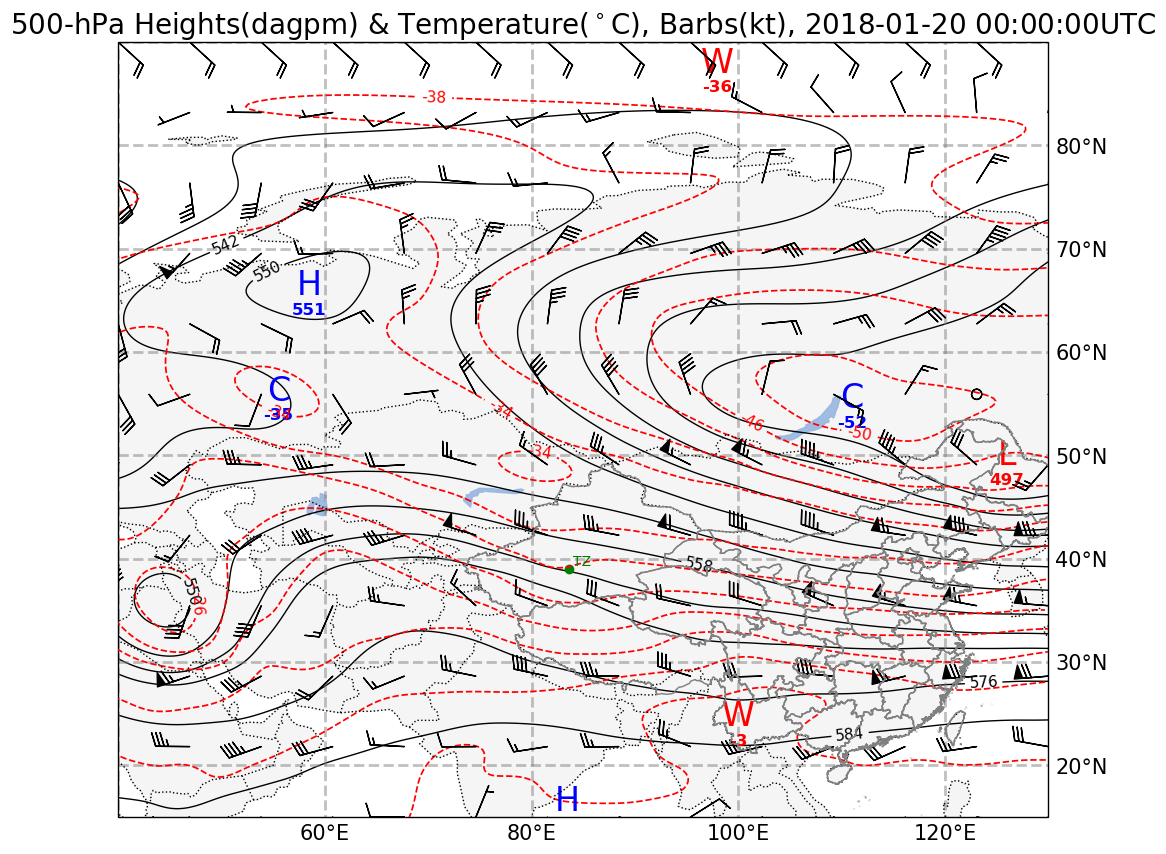 500-hPa Heights(dagpm) & Temperature(°C), Barbs(kt), 2018-01-20 00:00:00UTC
W
-36
-38
80°N
542
70°N
550
H
551
60°N
C
-35
-34
-46
C
-52
-50
L
497
50°N
-34
TZ
558
40°N
550
-26
30°N
576
W
-3
584
20°N
H
60°E
80°E
100°E
120°E